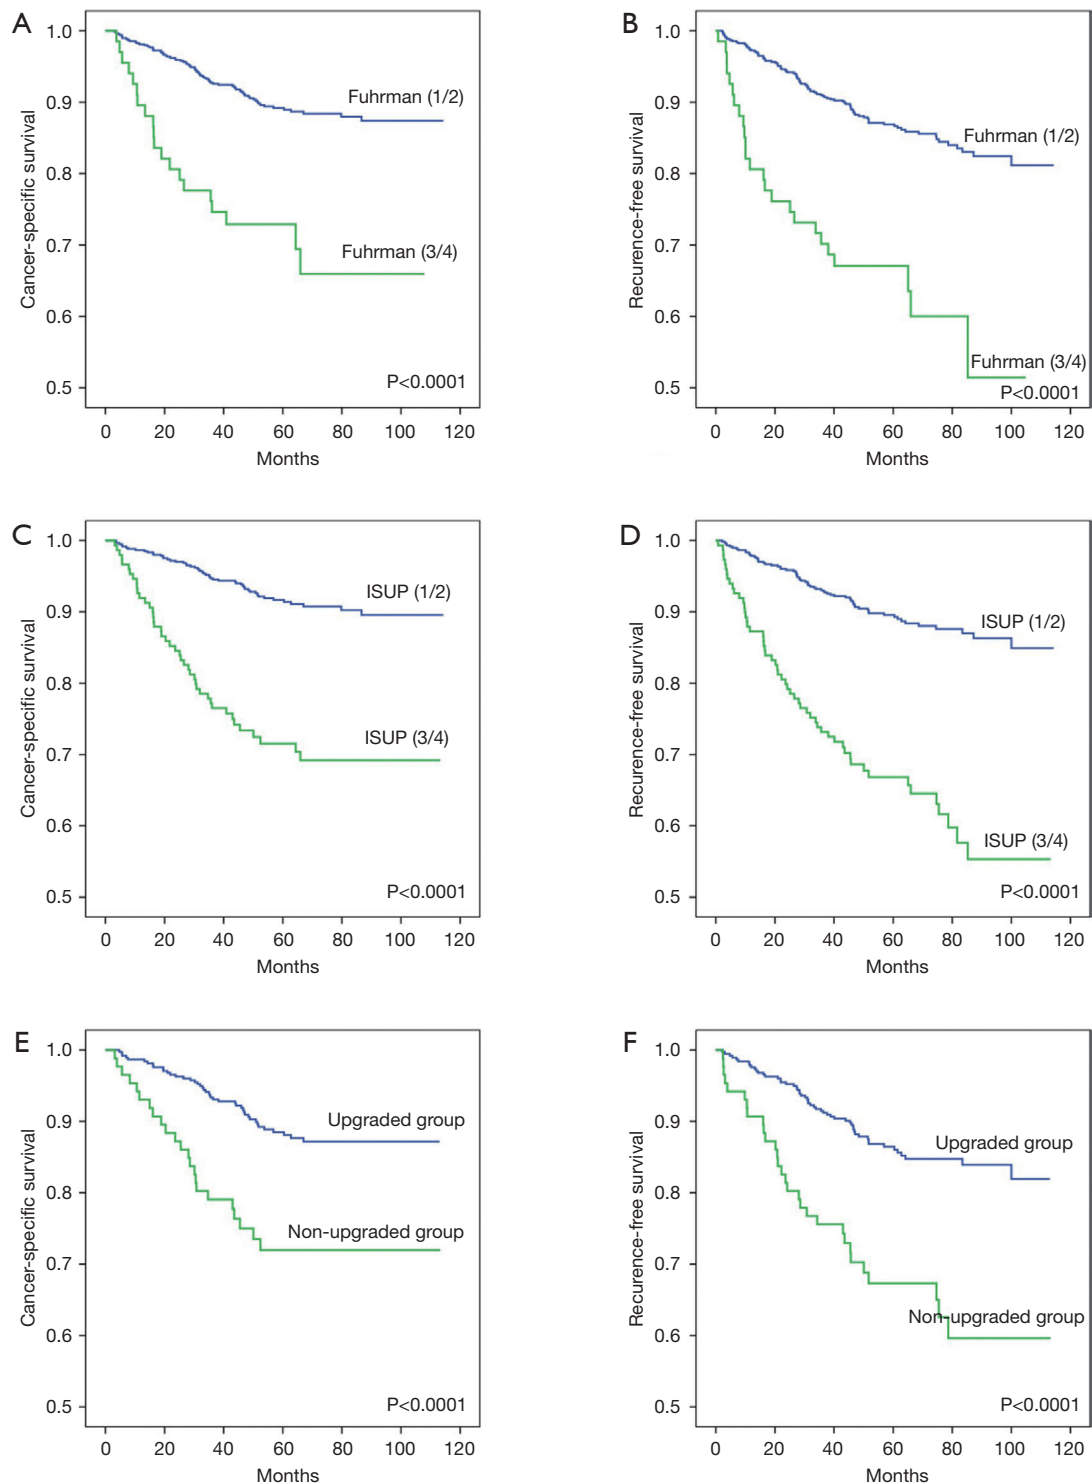 A
Cancer-specific survival
1.0
0.9
0.8
0.7
0.6
0.5
Fuhrman (1/2)
Fuhrman (3/4)
P<0.0001
0 20 40 60 80 100 120
Months
B
Recurence-free survival
1.0
0.9
0.8
0.7
0.6
0.5
Fuhrman (1/2)
Fuhrman (3/4)
P<0.0001
0 20 40 60 80 100 120
Months
C
Cancer-specific survival
1.0
0.9
0.8
0.7
0.6
0.5
ISUP (1/2)
ISUP (3/4)
P<0.0001
0 20 40 60 80 100 120
Months
D
Recurence-free survival
1.0
0.9
0.8
0.7
0.6
0.5
ISUP (1/2)
ISUP (3/4)
P<0.0001
0 20 40 60 80 100 120
Months
E
Cancer-specific survival
1.0
0.9
0.8
0.7
0.6
0.5
Upgraded group
Non-upgraded group
P<0.0001
0 20 40 60 80 100 120
Months
F
Recurence-free survival
1.0
0.9
0.8
0.7
0.6
0.5
Upgraded group
Non-upgraded group
P<0.0001
0 20 40 60 80 100 120
Months